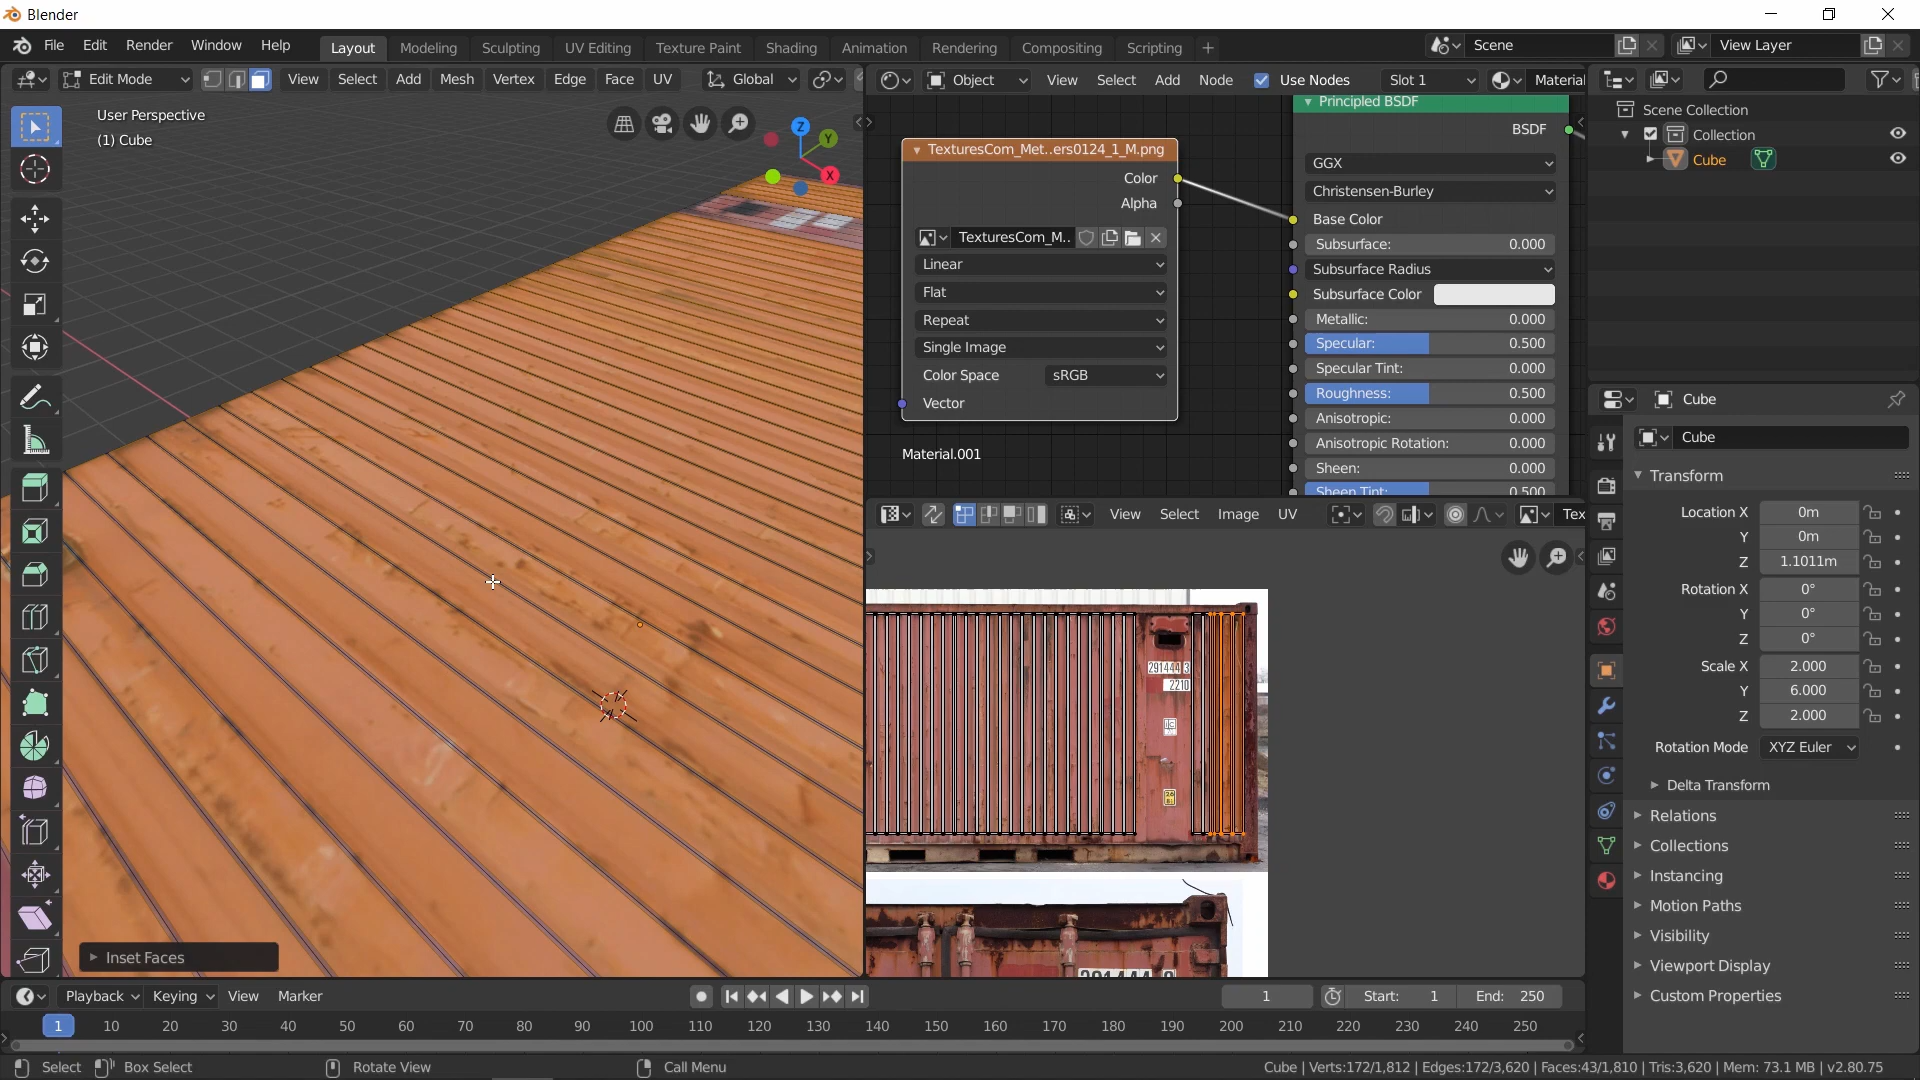 Blender
File Edit Render Window Help Layout Modeling Sculpting UV Editing Texture Paint Shading Animation Rendering Compositing Scripting + Scene View Layer
Edit Mode View Select Add Mesh Vertex Edge Face UV Global
Object View Select Add Node Use Nodes Slot 1 Material
User Perspective
(1) Cube
Z
Y
X
TexturesCom_Met..ers0124_1_M.png
Color
Alpha
TexturesCom_M..
Linear
Flat
Repeat
Single Image
Color Space sRGB
Vector
Material.001
Principled BSDF
BSDF
GGX
Christensen-Burley
Base Color
Subsurface: 0.000
Subsurface Radius
Subsurface Color
Metallic: 0.000
Specular: 0.500
Specular Tint: 0.000
Roughness: 0.500
Anisotropic: 0.000
Anisotropic Rotation: 0.000
Sheen: 0.000
Sheen Tint: 0.500
View Select Image UV Tex
291444 3
2210
Inset Faces
Scene Collection
Collection
Cube
Cube
Cube
Transform
Location X 0m
Y 0m
Z 1.1011m
Rotation X 0°
Y 0°
Z 0°
Scale X 2.000
Y 6.000
Z 2.000
Rotation Mode XYZ Euler
Delta Transform
Relations
Collections
Instancing
Motion Paths
Visibility
Viewport Display
Custom Properties
Playback Keying View Marker 1 Start: 1 End: 250
1 10 20 30 40 50 60 70 80 90 100 110 120 130 140 150 160 170 180 190 200 210 220 230 240 250
Select Box Select Rotate View Call Menu Cube | Verts:172/1,812 | Edges:172/3,620 | Faces:43/1,810 | Tris:3,620 | Mem: 73.1 MB | v2.80.75